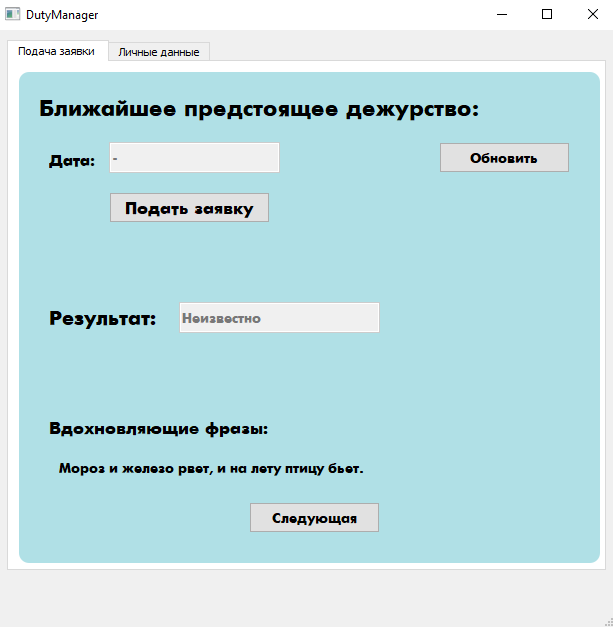 DutyManager
Подача заявки Личные данные
Ближайшее предстоящее дежурство:
Дата: - Обновить
Подать заявку
Результат: Неизвестно
Вдохновляющие фразы:
Мороз и железо рвет, и на лету птицу бьет.
Следующая